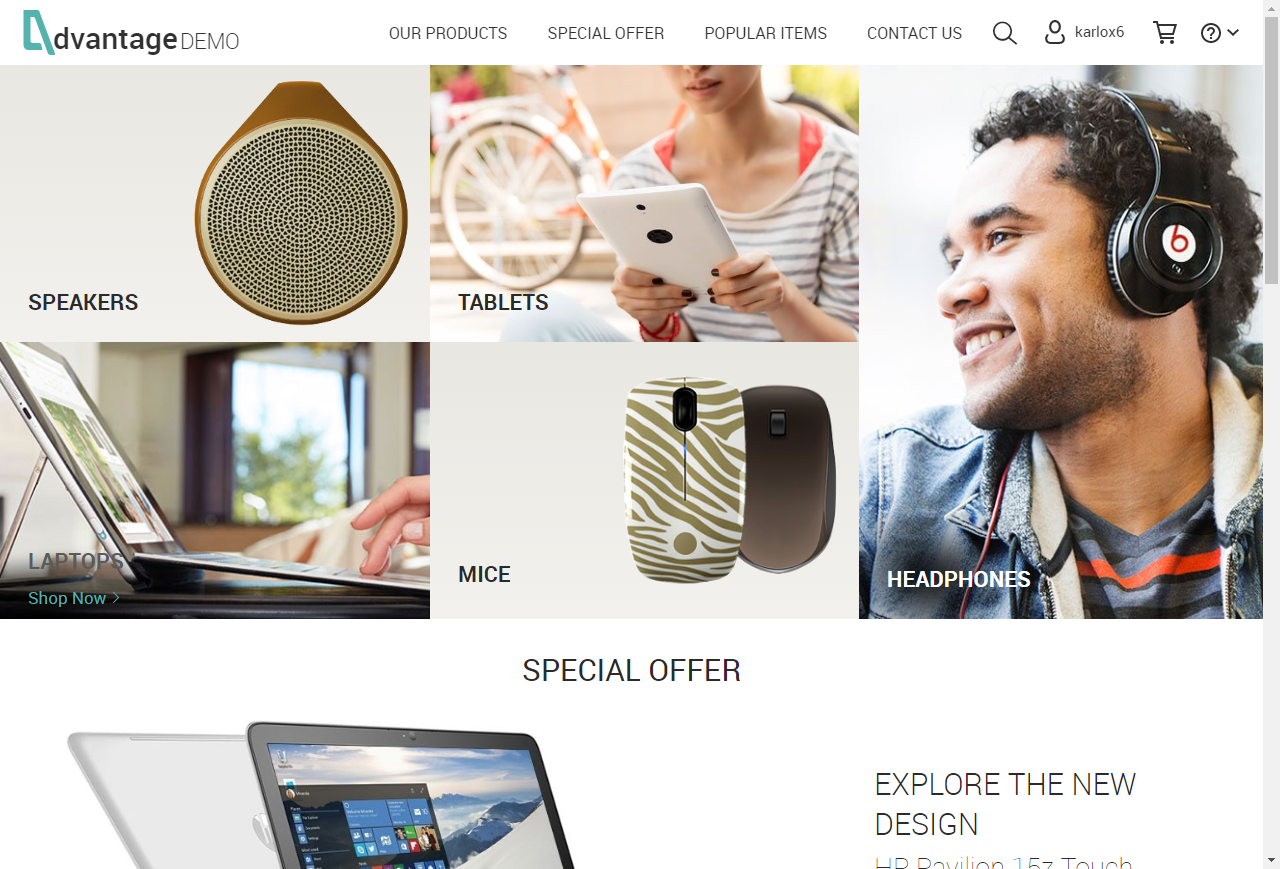 dvantage DEMO
OUR PRODUCTS SPECIAL OFFER POPULAR ITEMS CONTACT US karlox6
SPEAKERS
TABLETS
LAPTOPS
Shop Now
MICE
HEADPHONES
SPECIAL OFFER
EXPLORE THE NEW
DESIGN
HP Pavilion 15z Touch